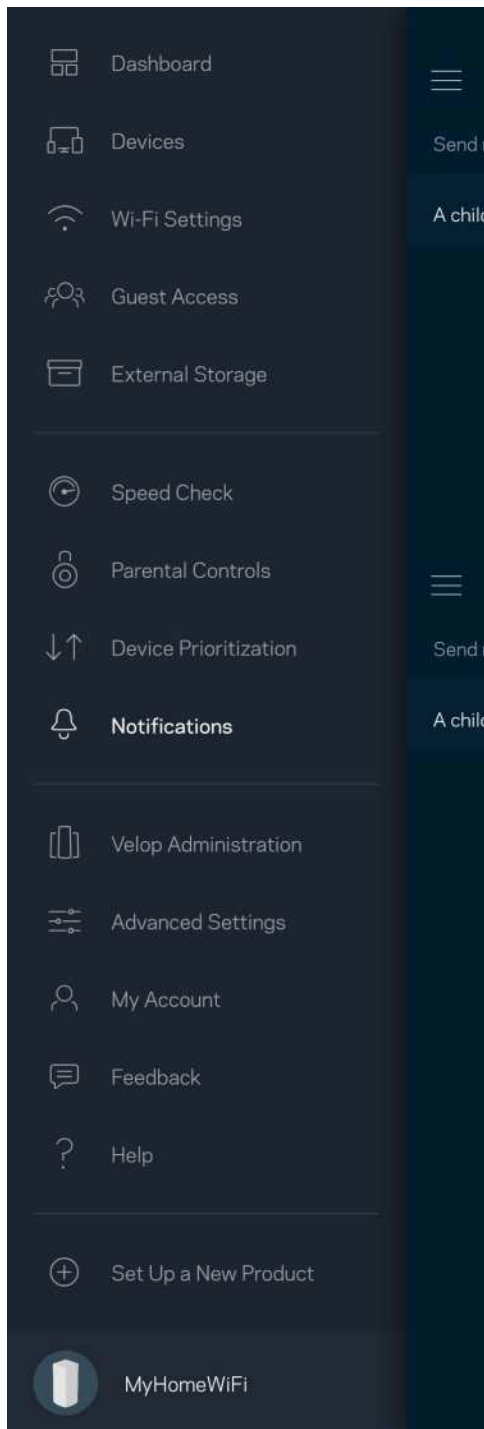 Dashboard
Devices
Wi-Fi Settings
Guest Access
External Storage
Speed Check
Parental Controls
Device Prioritization
Notifications
Velop Administration
Advanced Settings
My Account
Feedback
Help
Set Up a New Product
MyHomeWiFi
Send
A
Send
A